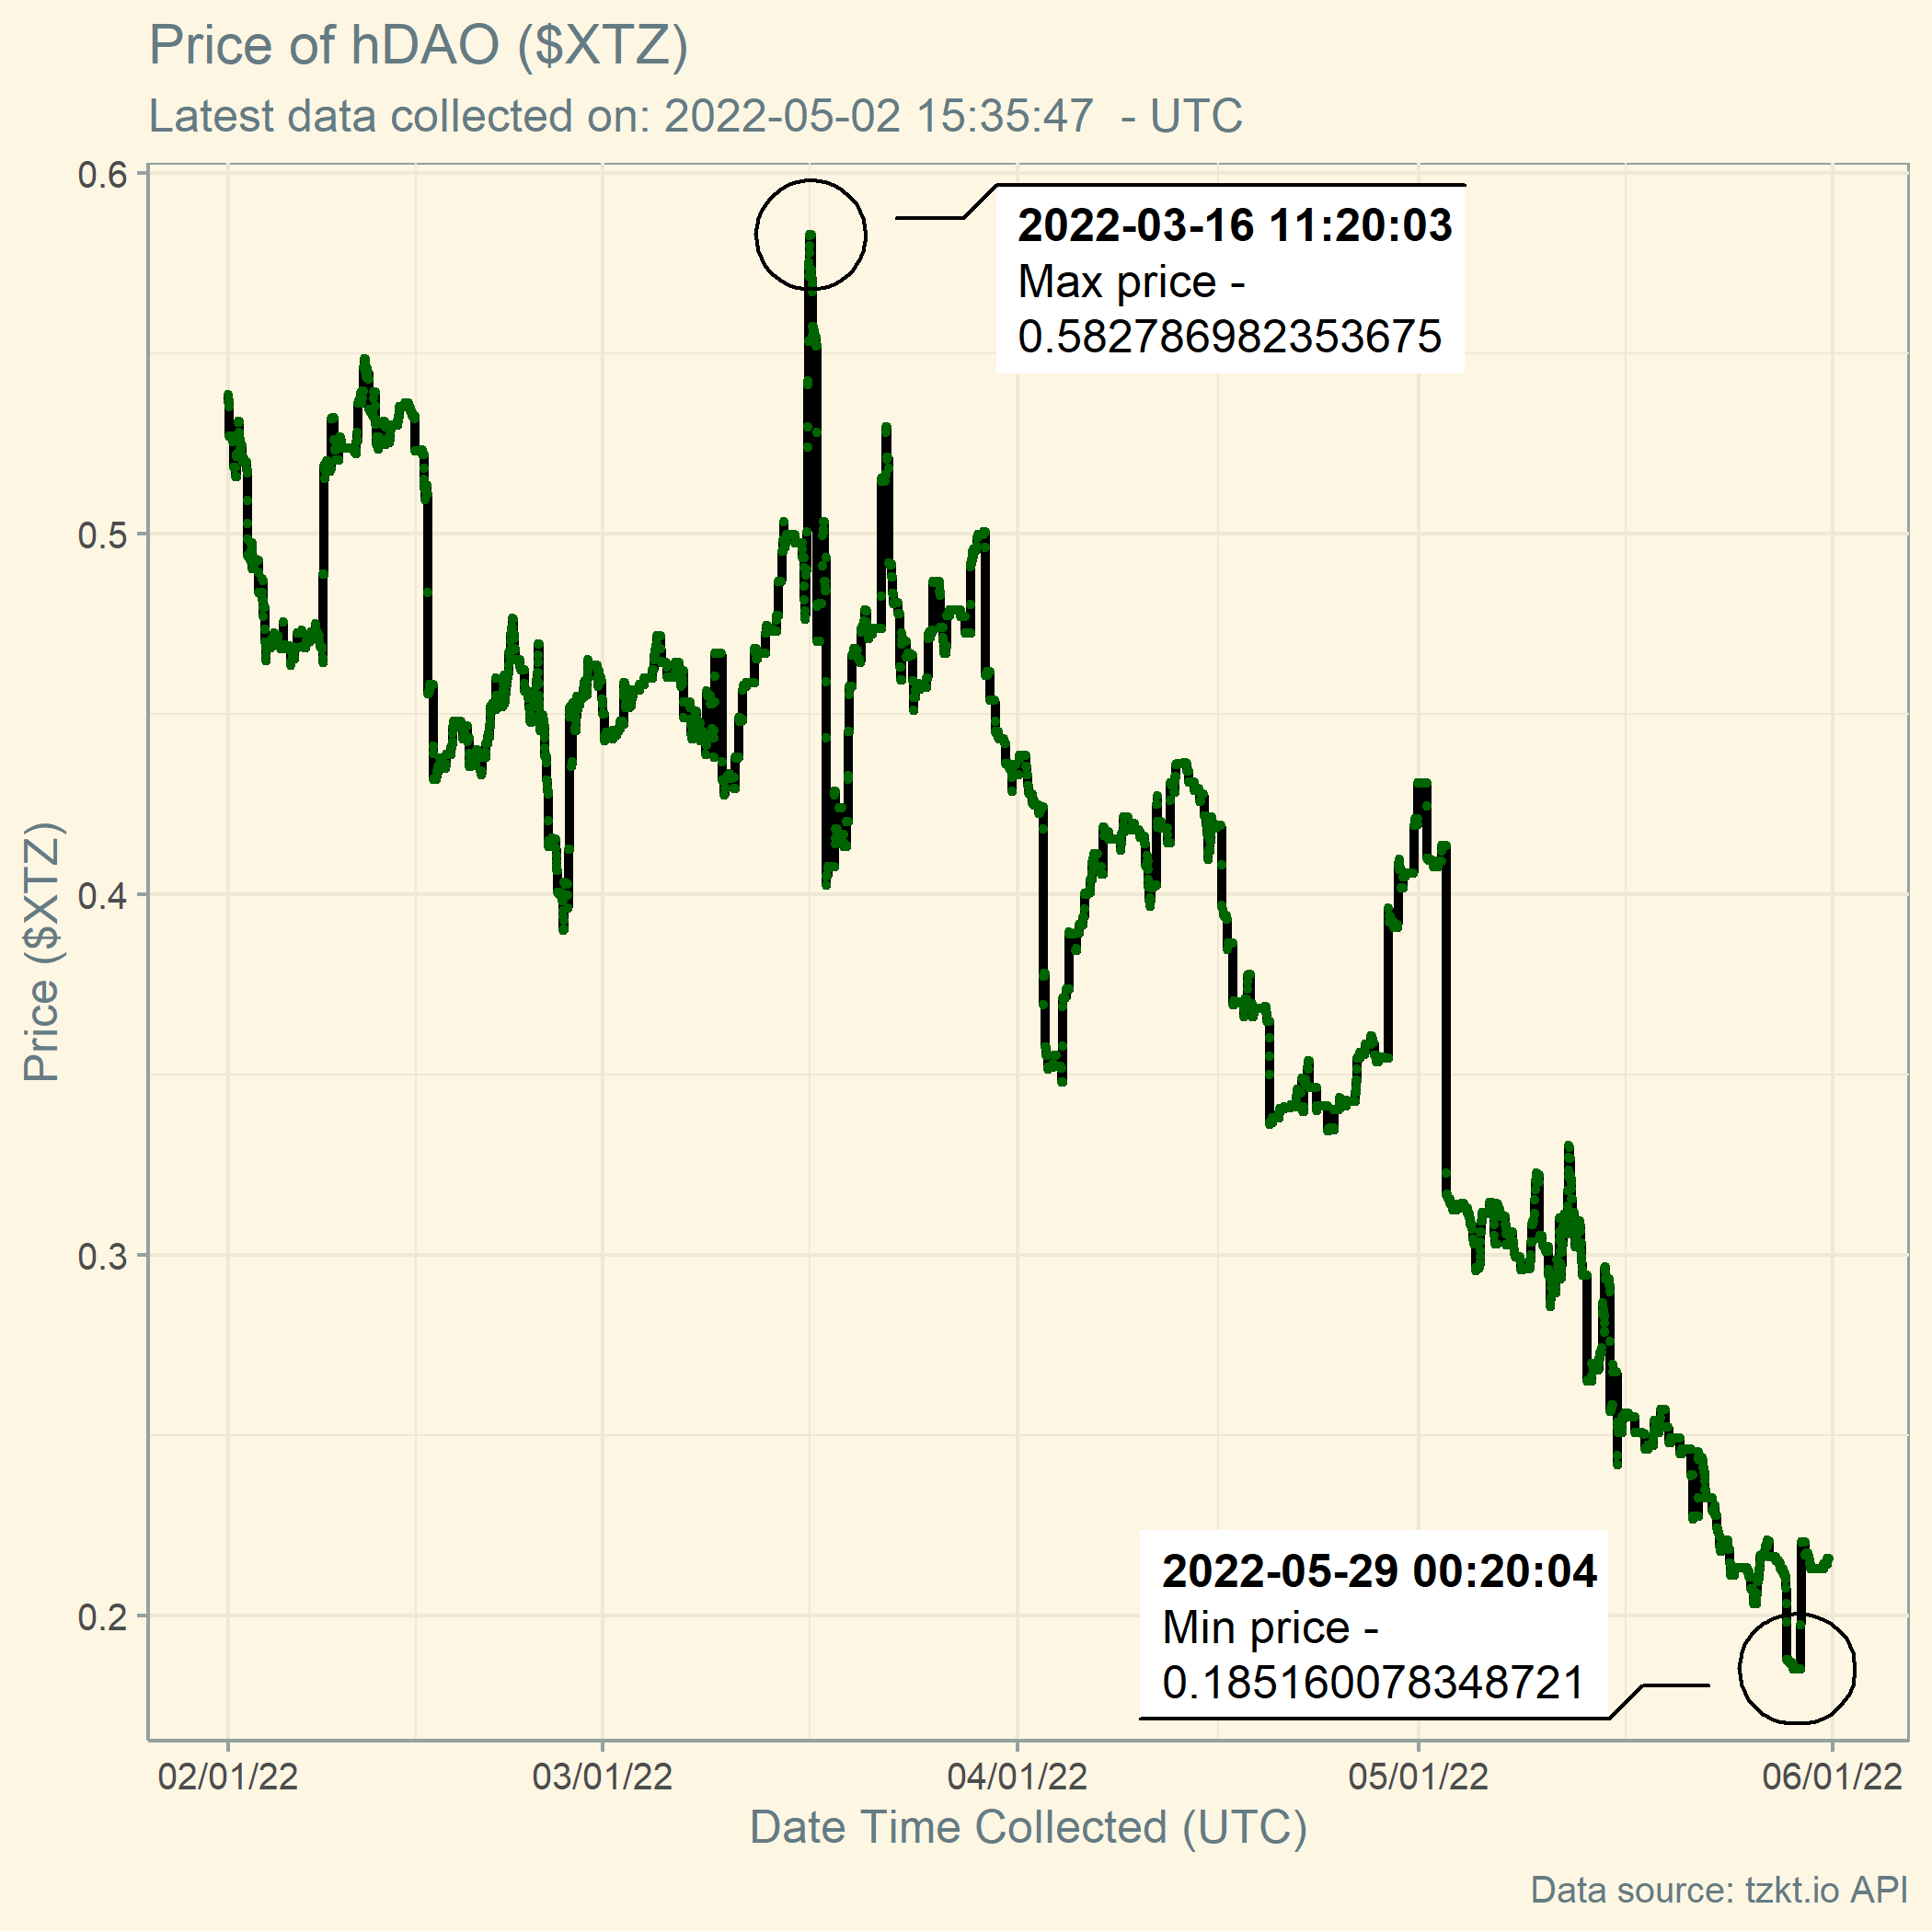 Price of hDAO ($XTZ)
Latest data collected on: 2022-05-02 15:35:47  - UTC
0.6
0.5
0.4
0.3
0.2
Price ($XTZ)
2022-03-16 11:20:03
Max price -
0.582786982353675
2022-05-29 00:20:04
Min price -
0.185160078348721
02/01/22
03/01/22
04/01/22
05/01/22
06/01/22
Date Time Collected (UTC)
Data source: tzkt.io API